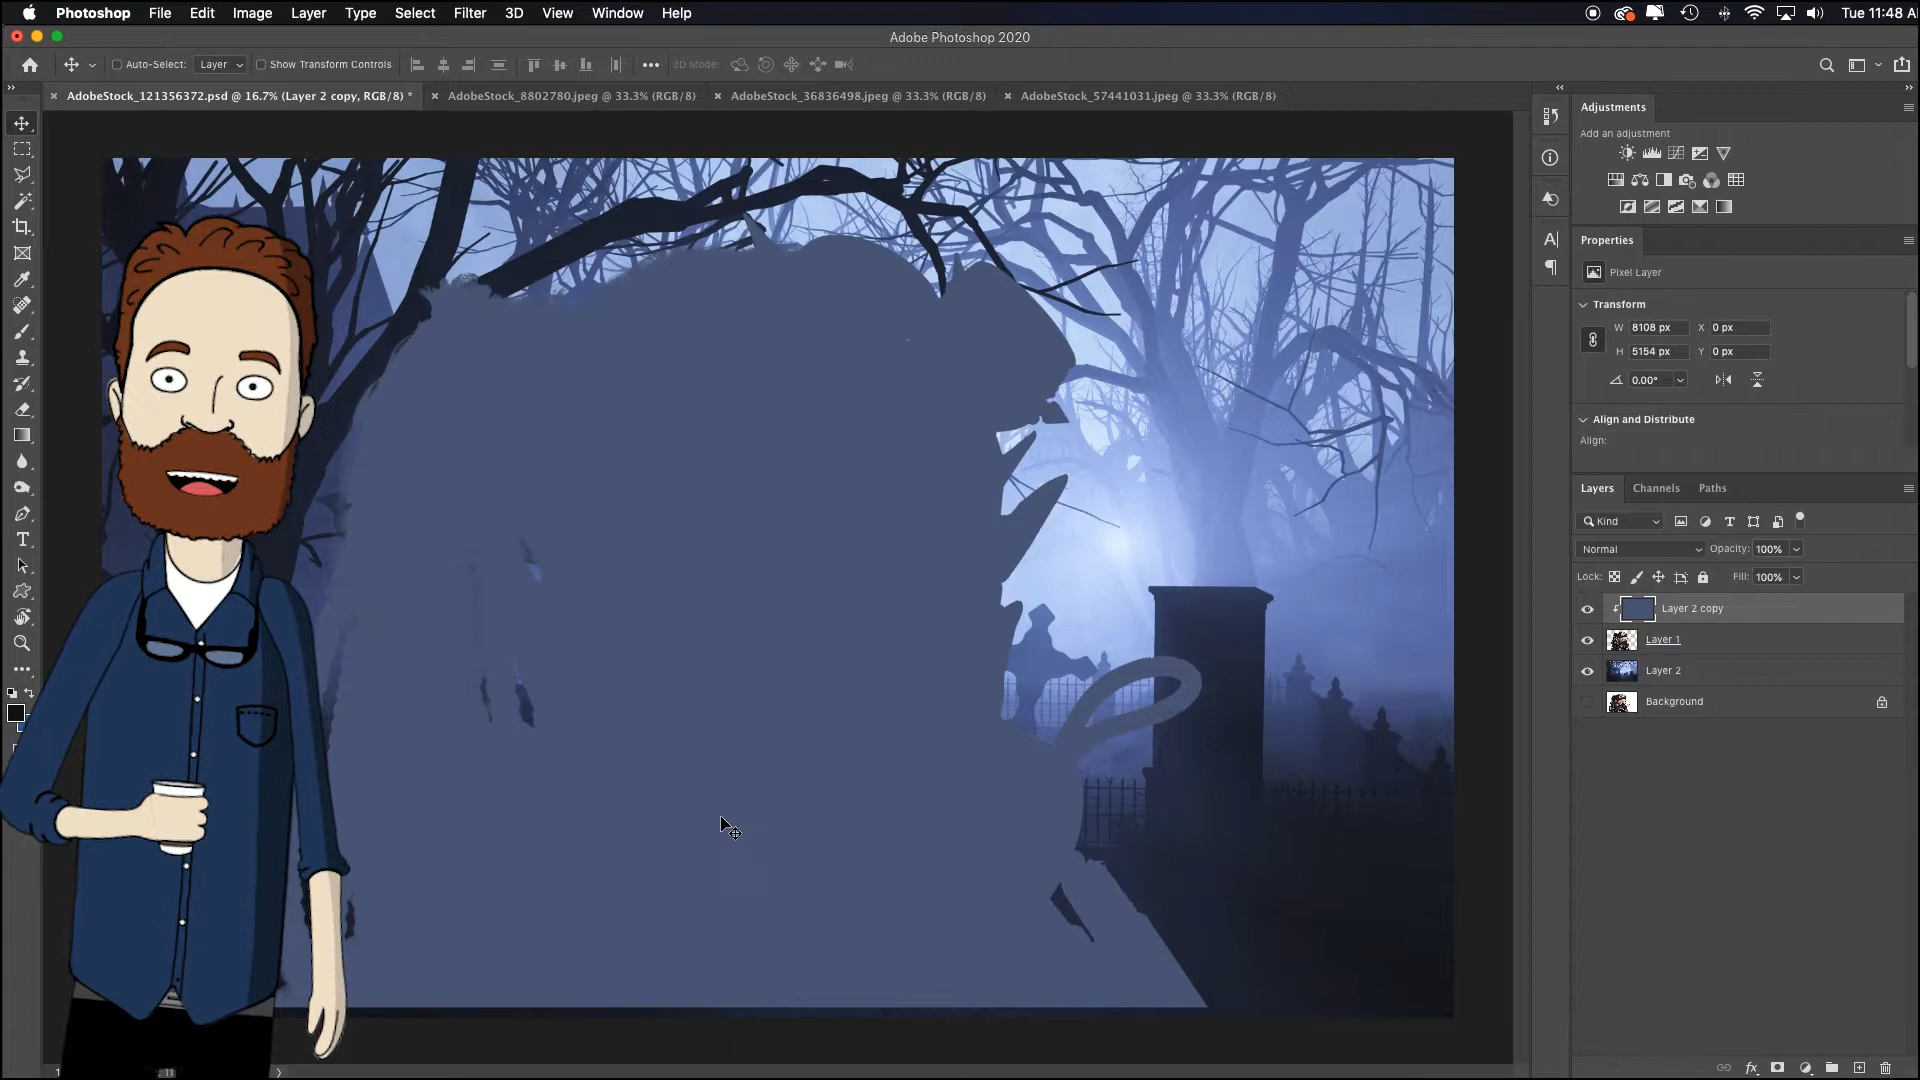 Photoshop File Edit Image Layer Type Select Filter 3D View Window Help Tue 11:48
Adobe Photoshop 2020
Auto-Select: Layer Show Transform Controls 3D Mode:
AdobeStock_121356372.psd @ 16.7% (Layer 2 copy, RGB/8) * AdobeStock_8802780.jpeg @ 33.3% (RGB/8) AdobeStock_36836498.jpeg @ 33.3% (RGB/8) AdobeStock_57441031.jpeg @ 33.3% (RGB/8)
Adjustments
Add an adjustment
Properties
Pixel Layer
Transform
W 8108 px X 0 px
H 5154 px Y 0 px
0.00°
Align and Distribute
Align:
Layers Channels Paths
Kind
Normal Opacity: 100%
Lock: Fill: 100%
Layer 2 copy
Layer 1
Layer 2
Background